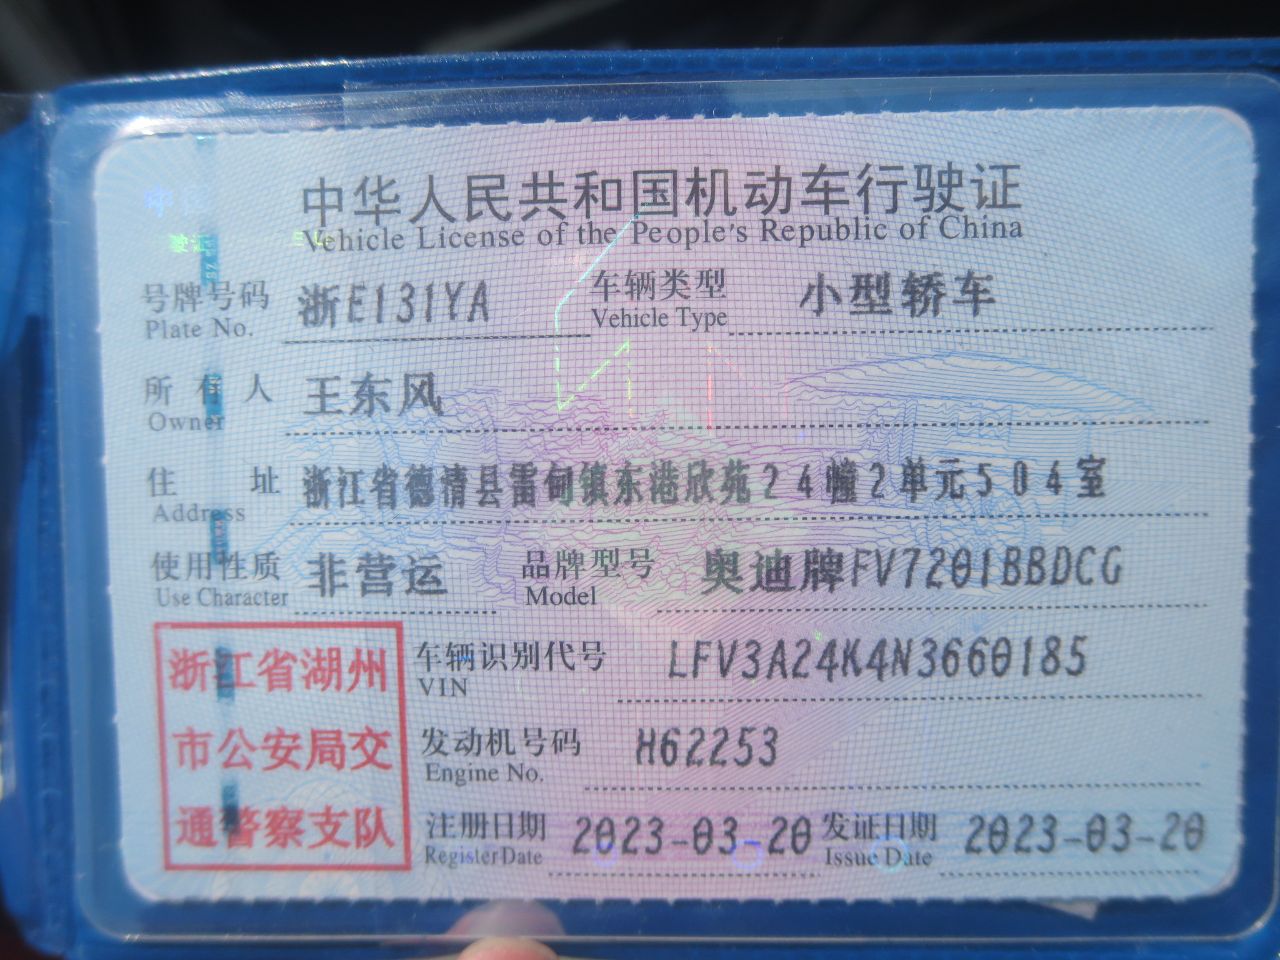 中华人民共和国机动车行驶证
Vehicle License of the People's Republic of China
号牌号码 浙E131YA 车辆类型 小型轿车
Plate No. Vehicle Type
所有人 王东风
Owner
住址 浙江省德清县雷甸镇东港欣苑24幢2单元504室
Address
使用性质 非营运 品牌型号 奥迪牌FV7201BBDCG
Use Character Model
浙江省湖州
市公安局交
通警察支队
车辆识别代号 LFV3A24K4N3660185
VIN
发动机号码 H62253
Engine No.
注册日期 2023-03-20 发证日期 2023-03-20
Register Date Issue Date